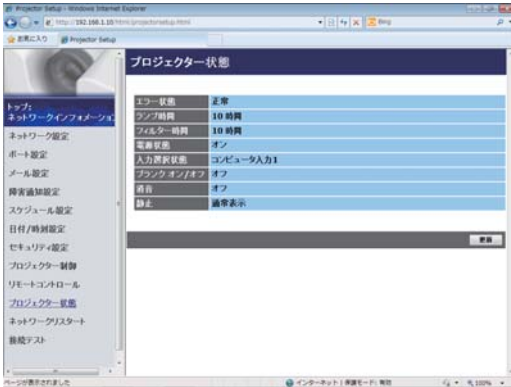 Projector Setup - Windows Internet Explorer
http://192.168.1.10/html/projectorsetup.html
Bing
お気に入り
Projector Setup
プロジェクター状態
トップ:
ネットワークインフォメーション
ネットワーク設定
ポート設定
メール設定
障害通知設定
スケジュール設定
日付/時刻設定
セキュリティ設定
プロジェクター制御
リモートコントロール
プロジェクター状態
ネットワークリスタート
接続テスト
エラー状態 正常
ランプ時間 10 時間
フィルター時間 10 時間
電源状態 オン
入力選択状態 コンピュータ入力1
ブランク オン/オフ オフ
消音 オフ
静止 通常表示
更新
ページが表示されました
インターネット | 保護モード: 無効
100%